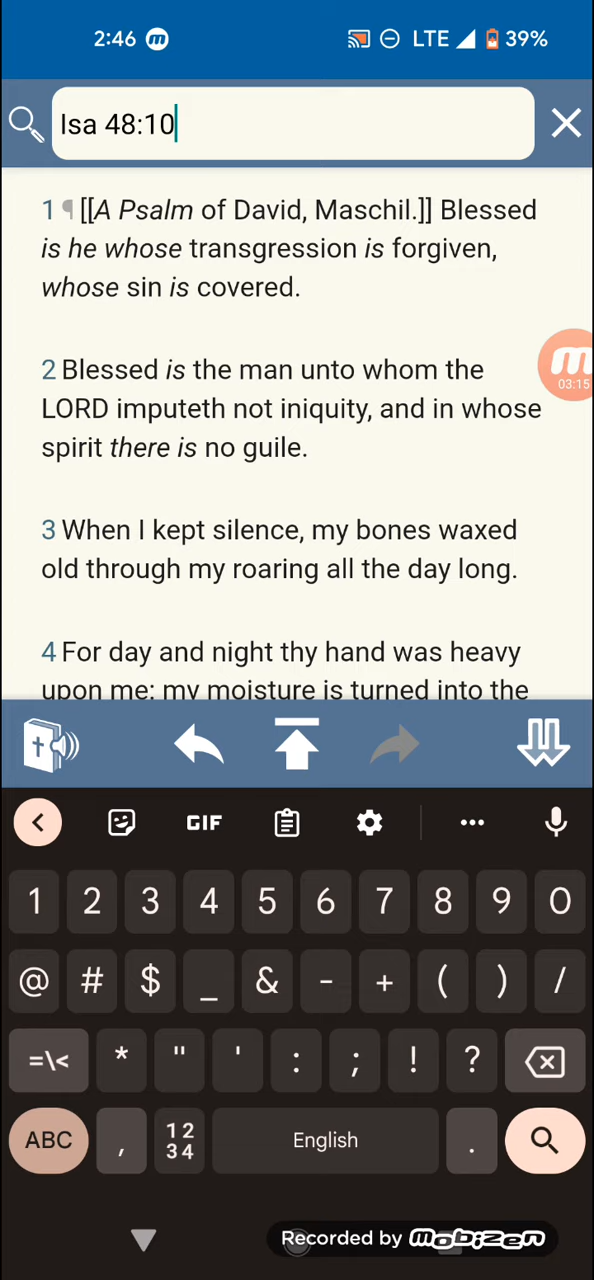 2:46 m LTE 39%
Isa 48:10
1 ¶ [[A Psalm of David, Maschil.]] Blessed
is he whose transgression is forgiven,
whose sin is covered.
2 Blessed is the man unto whom the
LORD imputeth not iniquity, and in whose
spirit there is no guile.
m
03:15
3 When I kept silence, my bones waxed
old through my roaring all the day long.
4 For day and night thy hand was heavy
upon me: my moisture is turned into the
GIF
1 2 3 4 5 6 7 8 9 0
@ # $ _ & - + ( ) /
=\< * " ' : ; ! ?
ABC , 1 2 3 4 English .
Recorded by mobizen